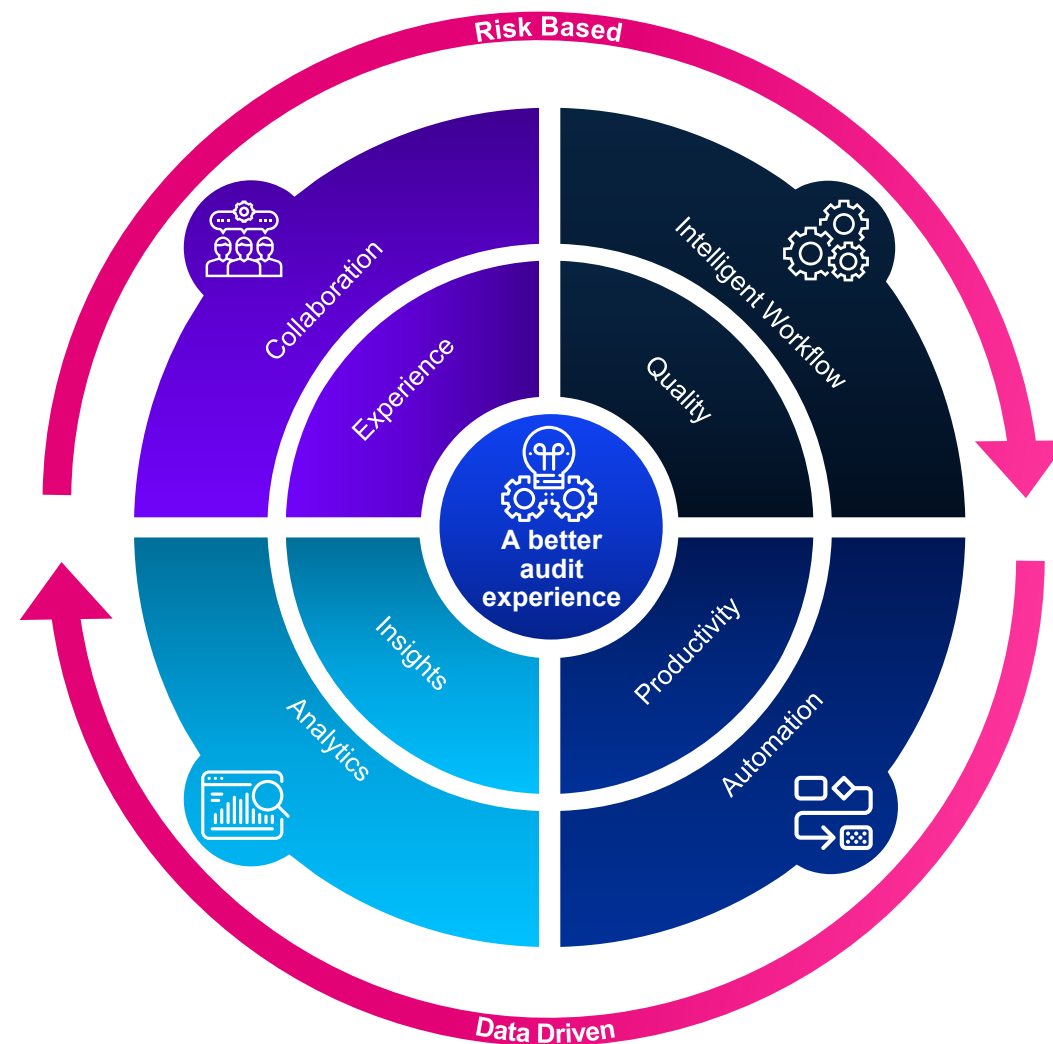 Risk Based
Collaboration
Intelligent Workflow
Experience
Quality
A better
audit
experience
Insights
Productivity
Analytics
Automation
Data Driven